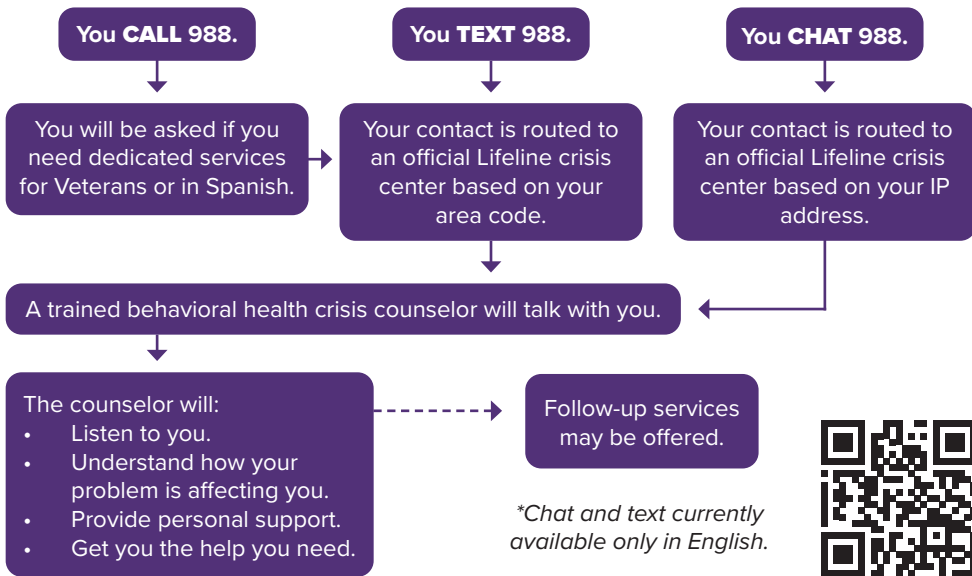 You CALL 988.
You TEXT 988.
You CHAT 988.
You will be asked if you
need dedicated services
for Veterans or in Spanish.
Your contact is routed to
an official Lifeline crisis
center based on your
area code.
Your contact is routed to
an official Lifeline crisis
center based on your IP
address.
A trained behavioral health crisis counselor will talk with you.
The counselor will:
• Listen to you.
• Understand how your
problem is affecting you.
• Provide personal support.
• Get you the help you need.
Follow-up services
may be offered.
*Chat and text currently
available only in English.